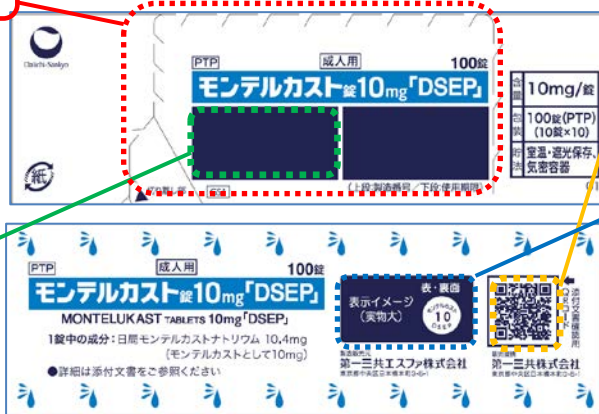 Daiichi-Sankyo
PTP
成人用
100錠
モンテルカスト錠10mg「DSEP」
含量
10mg/錠
包装
100錠(PTP)
(10錠×10)
貯法
室温・遮光保存、
気密容器
紙
(上段:製造番号/下段:使用期限)
PTP
成人用
100錠
モンテルカスト錠10mg「DSEP」
MONTELUKAST TABLETS 10mg「DSEP」
1錠中の成分:日局モンテルカストナトリウム 10.4mg
(モンテルカストとして10mg)
●詳細は添付文書をご参照ください
表・裏面
表示イメージ
(実物大)
モンテルカスト
10
DSEP
製造販売元
第一三共エスファ株式会社
第一三共株式会社